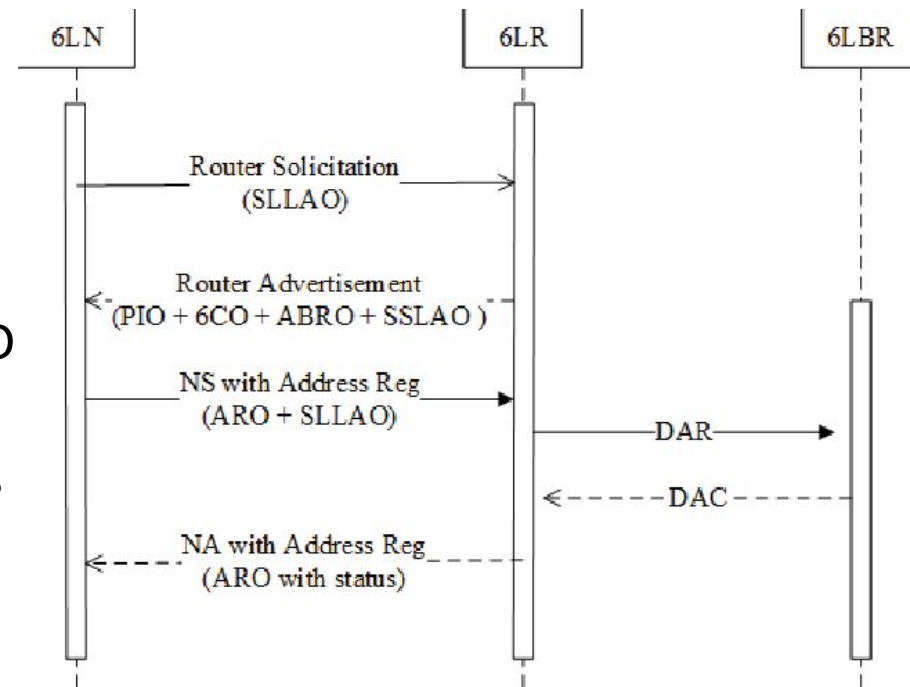 6LN
6LR
6LBR
Router Solicitation
(SLLAO)
Router Advertisement
(PIO + 6CO + ABRO + SSLAO )
NS with Address Reg
(ARO + SLLAO)
DAR
DAC
NA with Address Reg
(ARO with status)